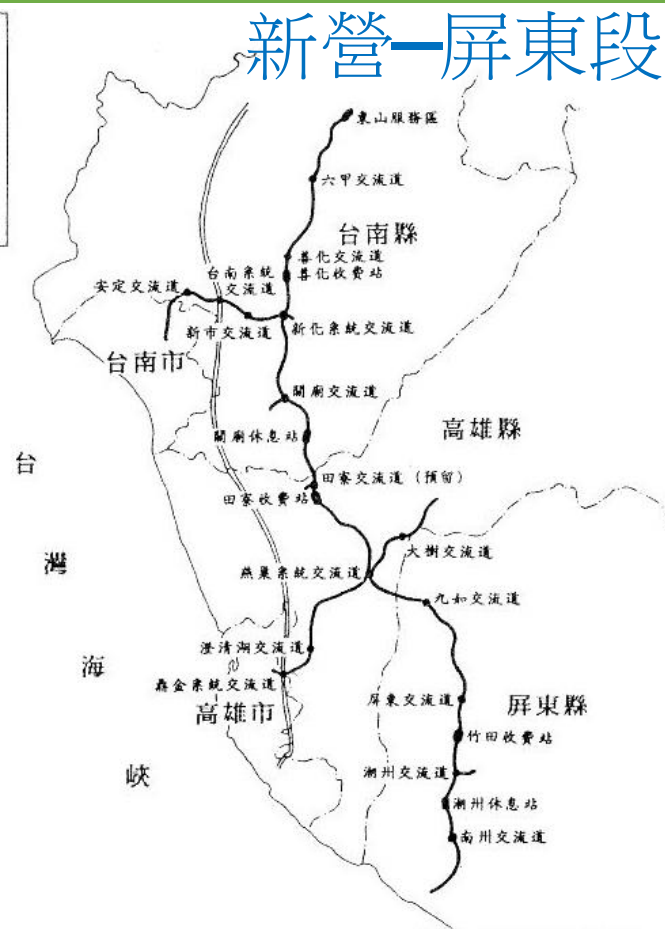 新營━屏東段
東山服務區
六甲交流道
台南縣
善化交流道
善化收費站
台南系統
交流道
安定交流道
新市交流道
新化系統交流道
台南市
關廟交流道
高雄縣
關廟休息站
台
田寮交流道（預留）
田寮收費站
大樹交流道
灣
燕巢系統交流道
九如交流道
澄清湖交流道
海
鼎金系統交流道
屏東交流道
屏東縣
高雄市
竹田收費站
峽
潮州交流道
潮州休息站
南州交流道